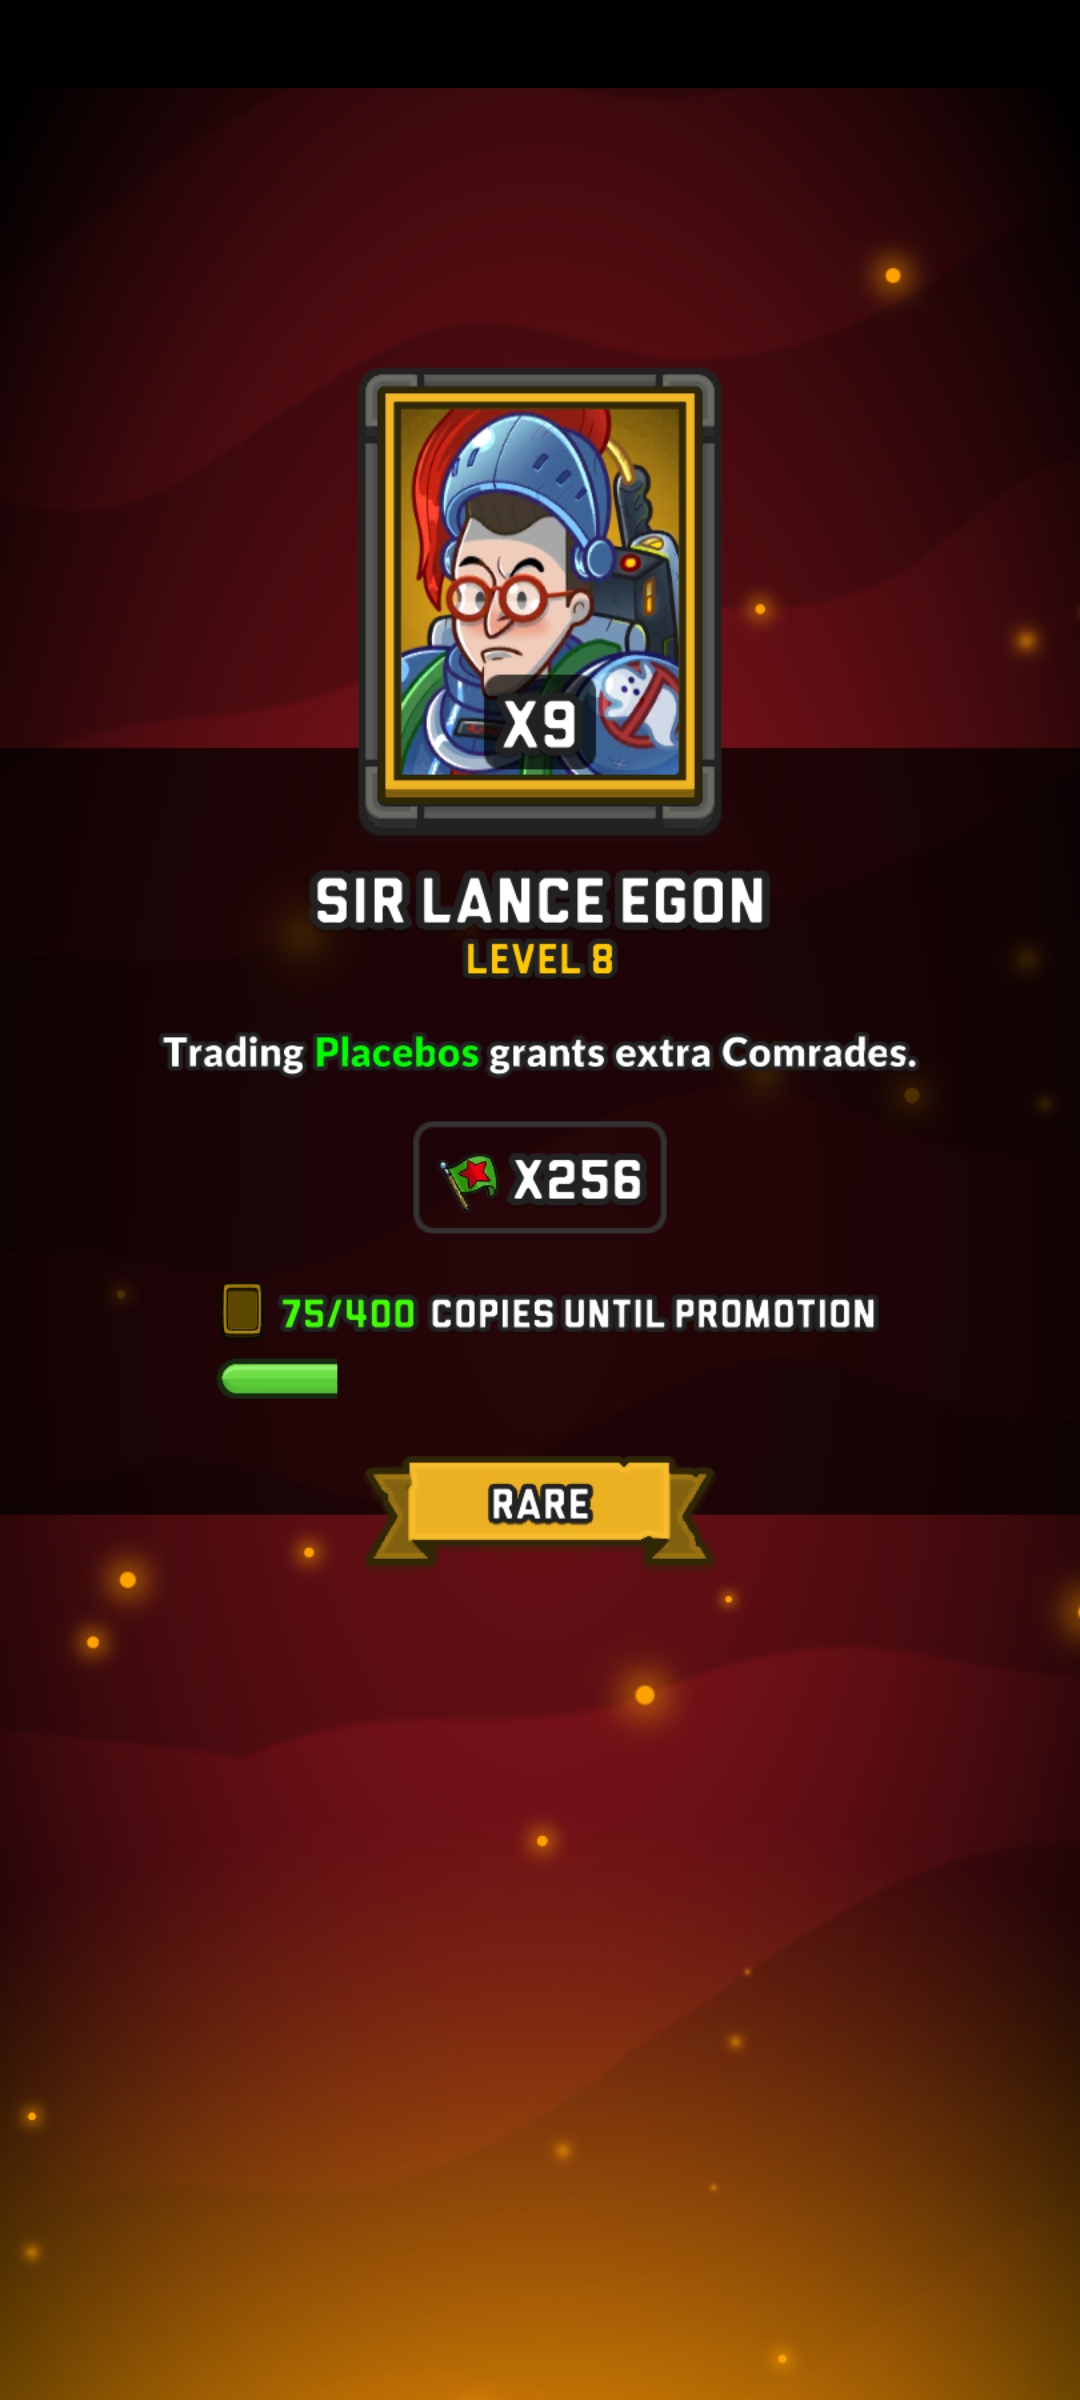 X9
SIR LANCE EGON
LEVEL 8
Trading Placebos grants extra Comrades.
X256
75/400 COPIES UNTIL PROMOTION
RARE